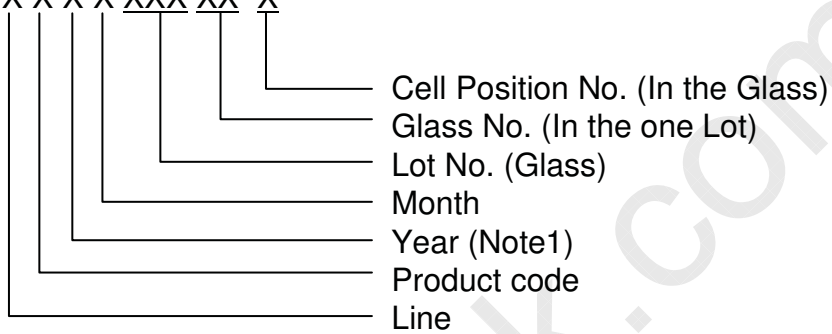 X X X X XXX XX X
Cell Position No. (In the Glass)
Glass No. (In the one Lot)
Lot No. (Glass)
Month
Year (Note1)
Product code
Line